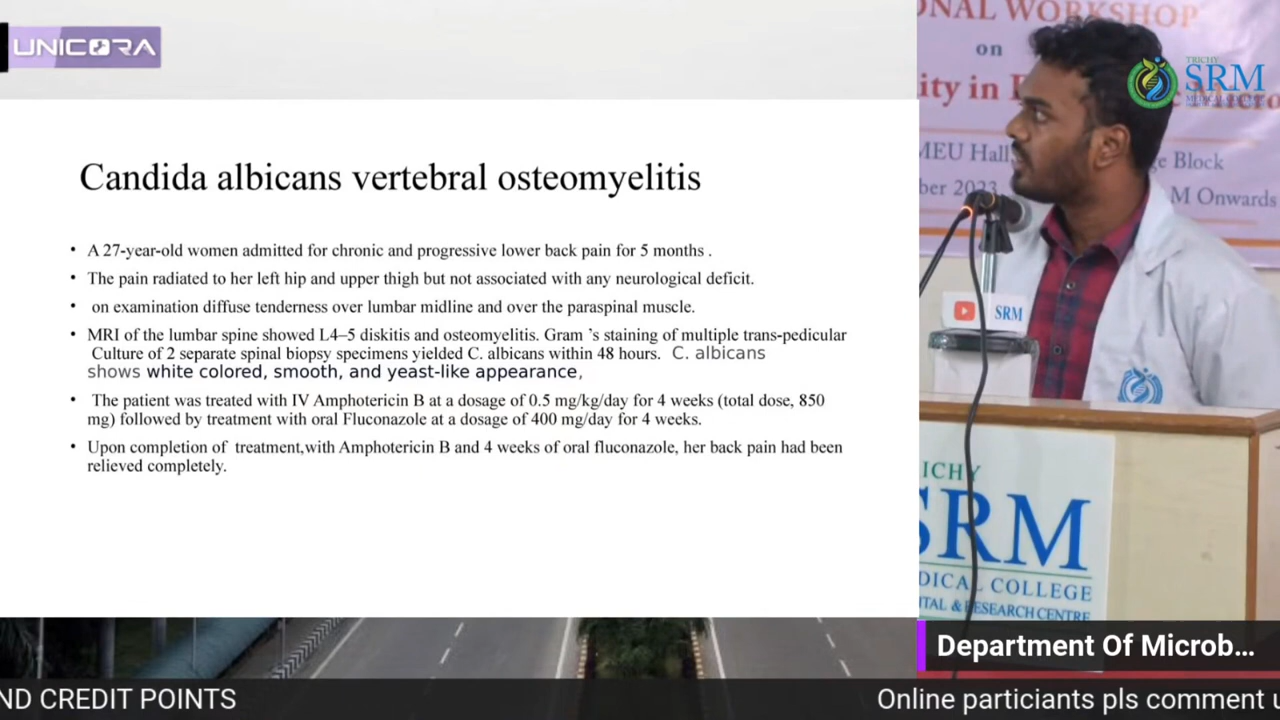 UNICORA
Candida albicans vertebral osteomyelitis
• A 27-year-old women admitted for chronic and progressive lower back pain for 5 months .
• The pain radiated to her left hip and upper thigh but not associated with any neurological deficit.
• on examination diffuse tenderness over lumbar midline and over the paraspinal muscle.
• MRI of the lumbar spine showed L4–5 diskitis and osteomyelitis. Gram 's staining of multiple trans-pedicular
Culture of 2 separate spinal biopsy specimens yielded C. albicans within 48 hours. C. albicans
shows white colored, smooth, and yeast-like appearance,
• The patient was treated with IV Amphotericin B at a dosage of 0.5 mg/kg/day for 4 weeks (total dose, 850
mg) followed by treatment with oral Fluconazole at a dosage of 400 mg/day for 4 weeks.
• Upon completion of treatment,with Amphotericin B and 4 weeks of oral fluconazole, her back pain had been
relieved completely.
ONAL WORKSHOP
on
ity in
MEU Hall
ge Block
ber 2023
M Onwards
TRICHY
SRM
SRM
ICHY
SRM
DICAL COLLEGE
ITAL & RESEARCH CENTRE
Department Of Microb...
ND CREDIT POINTS
Online particiants pls comment u